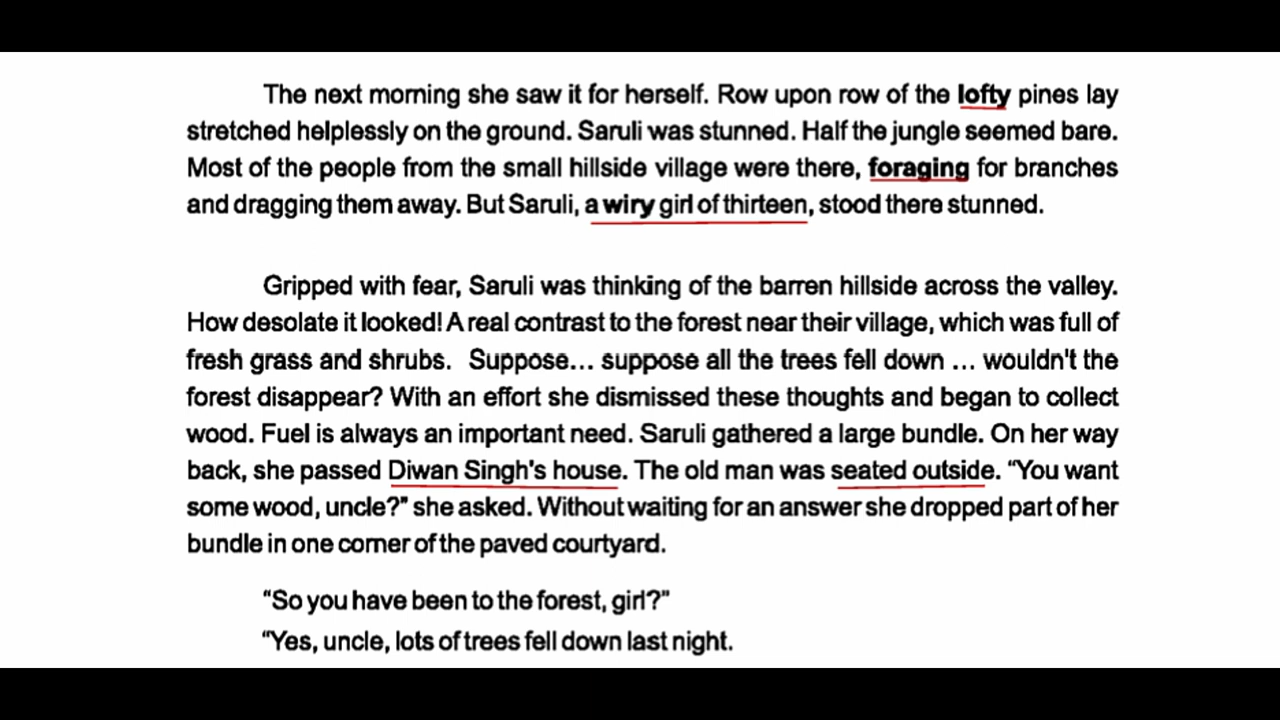 The next morning she saw it for herself. Row upon row of the lofty pines lay
stretched helplessly on the ground. Saruli was stunned. Half the jungle seemed bare.
Most of the people from the small hillside village were there, foraging for branches
and dragging them away. But Saruli, a wiry girl of thirteen, stood there stunned.
Gripped with fear, Saruli was thinking of the barren hillside across the valley.
How desolate it looked! A real contrast to the forest near their village, which was full of
fresh grass and shrubs. Suppose... suppose all the trees fell down ... wouldn't the
forest disappear? With an effort she dismissed these thoughts and began to collect
wood. Fuel is always an important need. Saruli gathered a large bundle. On her way
back, she passed Diwan Singh's house. The old man was seated outside. “You want
some wood, uncle?” she asked. Without waiting for an answer she dropped part of her
bundle in one corner of the paved courtyard.
“So you have been to the forest, girl?”
“Yes, uncle, lots of trees fell down last night.